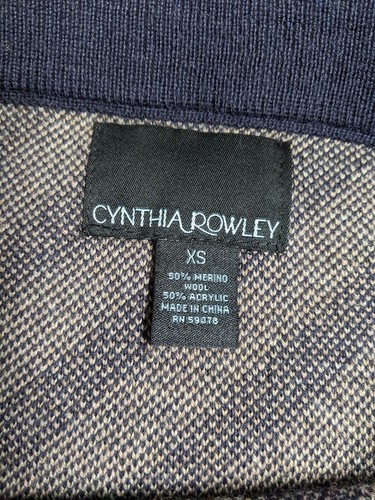 CYNTHIA ROWLEY
XS
50% MERINO
WOOL
50% ACRYLIC
MADE IN CHINA
RN 59078